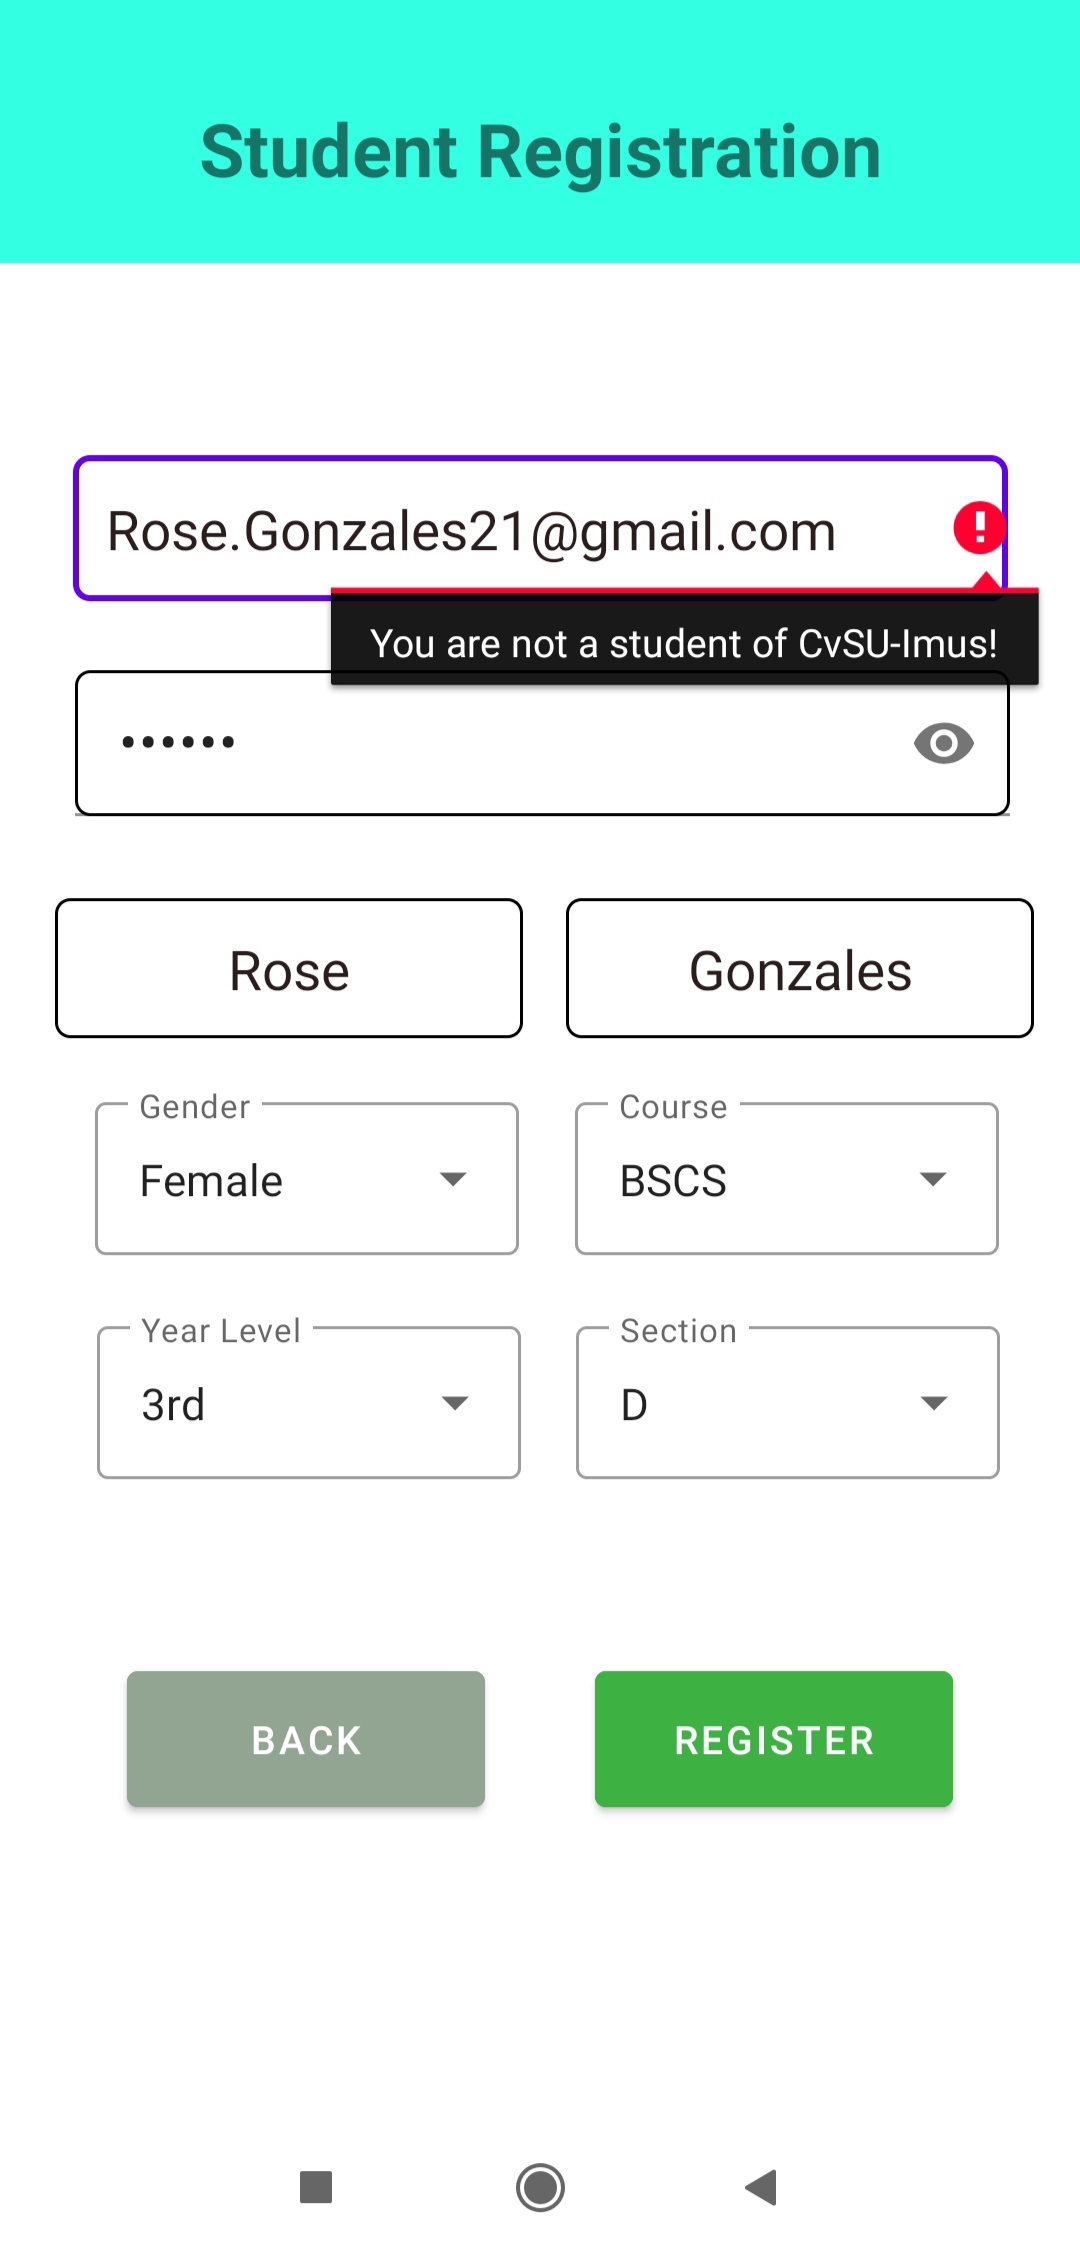 Student Registration
Rose.Gonzales21@gmail.com
You are not a student of CvSU-Imus!
••••••
Rose
Gonzales
Gender
Course
Female
BSCS
Year Level
Section
3rd
D
BACK
REGISTER